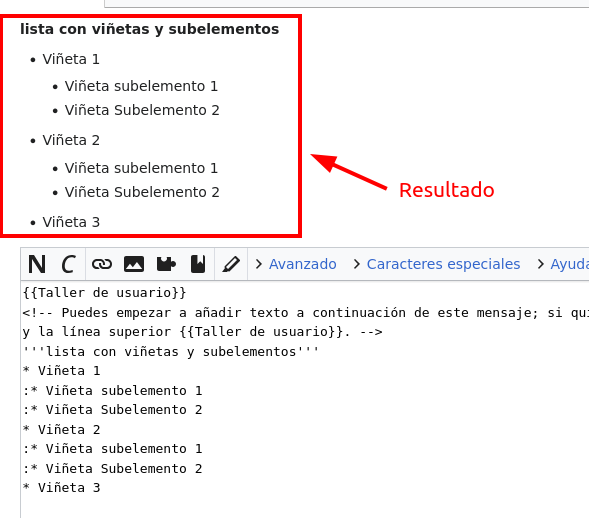 lista con viñetas y subelementos
• Viñeta 1
• Viñeta subelemento 1
• Viñeta Subelemento 2
• Viñeta 2
• Viñeta subelemento 1
• Viñeta Subelemento 2
• Viñeta 3
Resultado
N C Avanzado Caracteres especiales Ayuda
{{Taller de usuario}}
<!-- Puedes empezar a añadir texto a continuación de este mensaje; si
y la línea superior {{Taller de usuario}}. -->
'''lista con viñetas y subelementos'''
* Viñeta 1
:* Viñeta subelemento 1
:* Viñeta Subelemento 2
* Viñeta 2
:* Viñeta subelemento 1
:* Viñeta Subelemento 2
* Viñeta 3